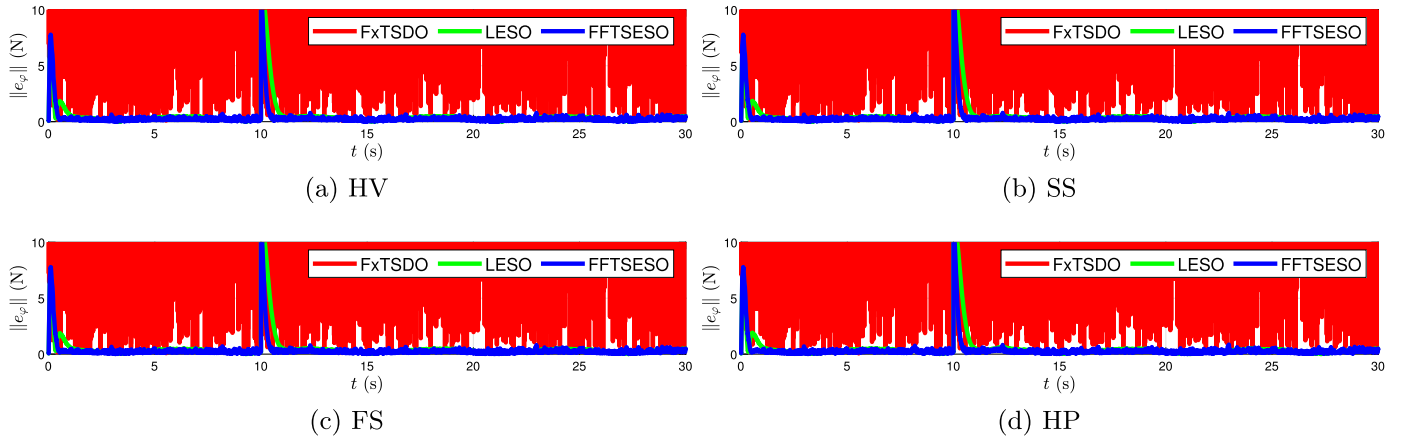 10
5
0
‖e_φ‖ (N)
FxTSDO LESO FFTSESO
0 5 10 15 20 25 30
t (s)
(a) HV
10
5
0
‖e_φ‖ (N)
FxTSDO LESO FFTSESO
0 5 10 15 20 25 30
t (s)
(b) SS
10
5
0
‖e_φ‖ (N)
FxTSDO LESO FFTSESO
0 5 10 15 20 25 30
t (s)
(c) FS
10
5
0
‖e_φ‖ (N)
FxTSDO LESO FFTSESO
0 5 10 15 20 25 30
t (s)
(d) HP